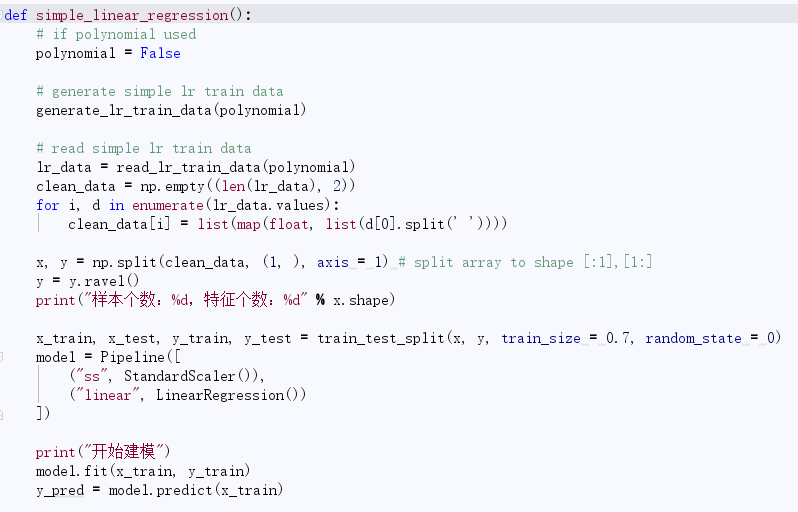 def simple_linear_regression():
    # if polynomial used
    polynomial = False
    # generate simple lr train data
    generate_lr_train_data(polynomial)
    # read simple lr train data
    lr_data = read_lr_train_data(polynomial)
    clean_data = np.empty((len(lr_data), 2))
    for i, d in enumerate(lr_data.values):
        clean_data[i] = list(map(float, list(d[0].split(' '))))
    x, y = np.split(clean_data, (1, ), axis = 1) # split array to shape [:1],[1:]
    y = y.ravel()
    print("样本个数：%d，特征个数：%d" % x.shape)
    x_train, x_test, y_train, y_test = train_test_split(x, y, train_size = 0.7, random_state = 0)
    model = Pipeline([
        ("ss", StandardScaler()),
        ("linear", LinearRegression())
    ])
    print("开始建模")
    model.fit(x_train, y_train)
    y_pred = model.predict(x_train)